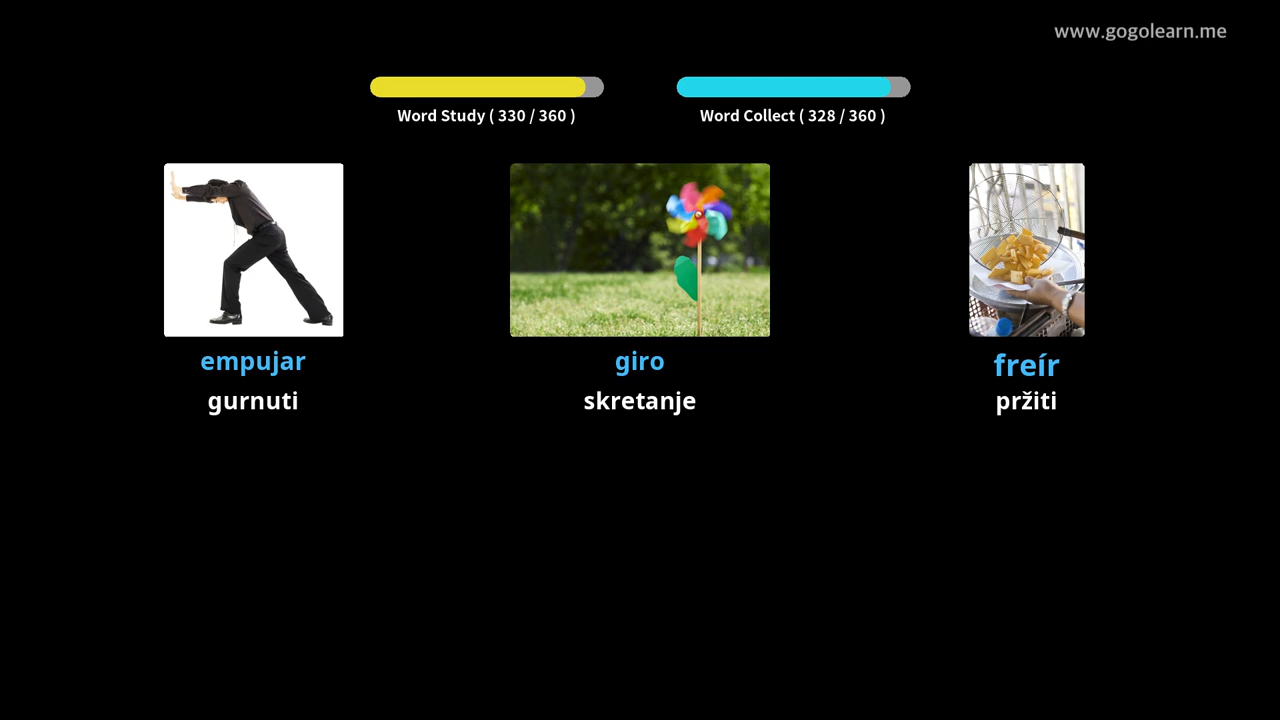 www.gogolearn.me
Word Study ( 330 / 360 )
Word Collect ( 328 / 360 )
empujar
giro
freír
gurnuti
skretanje
pržiti